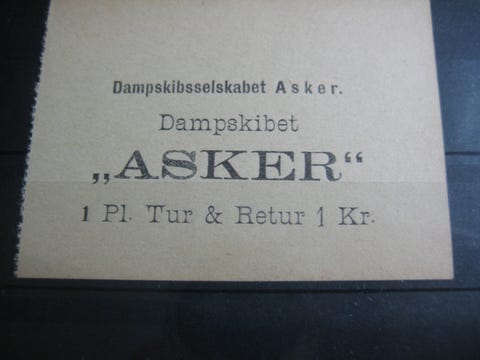 Dampskibsselskabet Asker.
Dampskibet
„ASKER“
1 Pl. Tur & Retur 1 Kr.